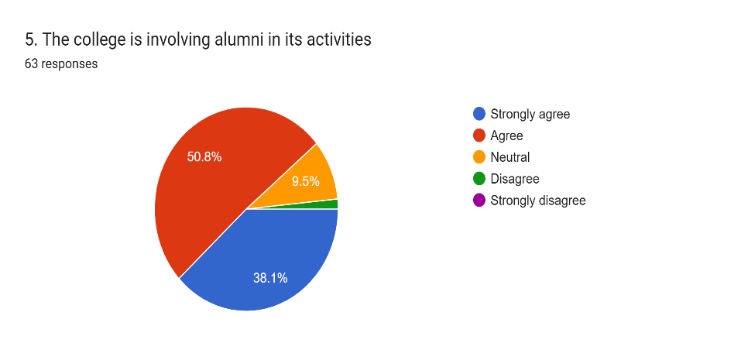 5. The college is involving alumni in its activities
63 responses
50.8%
9.5%
38.1%
Strongly agree
Agree
Neutral
Disagree
Strongly disagree